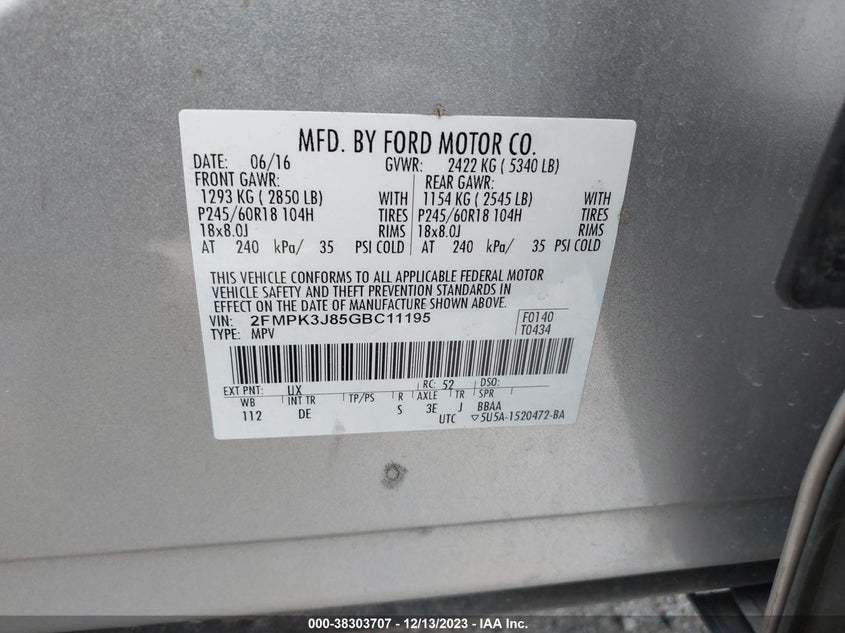 MFD. BY FORD MOTOR CO.
DATE: 06/16 GVWR: 2422 KG ( 5340 LB)
FRONT GAWR: REAR GAWR:
1293 KG ( 2850 LB) WITH 1154 KG ( 2545 LB) WITH
P245/60R18 104H TIRES P245/60R18 104H TIRES
18x8.0J RIMS 18x8.0J RIMS
AT 240 kPa/ 35 PSI COLD AT 240 kPa/ 35 PSI COLD
THIS VEHICLE CONFORMS TO ALL APPLICABLE FEDERAL MOTOR
VEHICLE SAFETY AND THEFT PREVENTION STANDARDS IN
EFFECT ON THE DATE OF MANUFACTURE SHOWN ABOVE.
VIN: 2FMPK3J85GBC11195 F0140
TYPE: MPV T0434
EXT PNT: UX RC: 52 DSO:
WB INT TR TP/PS R AXLE TR SPR
112 DE S 3E J BBAA
UTC ▽5U5A-1520472-BA
000-38303707 - 12/13/2023 - IAA Inc.